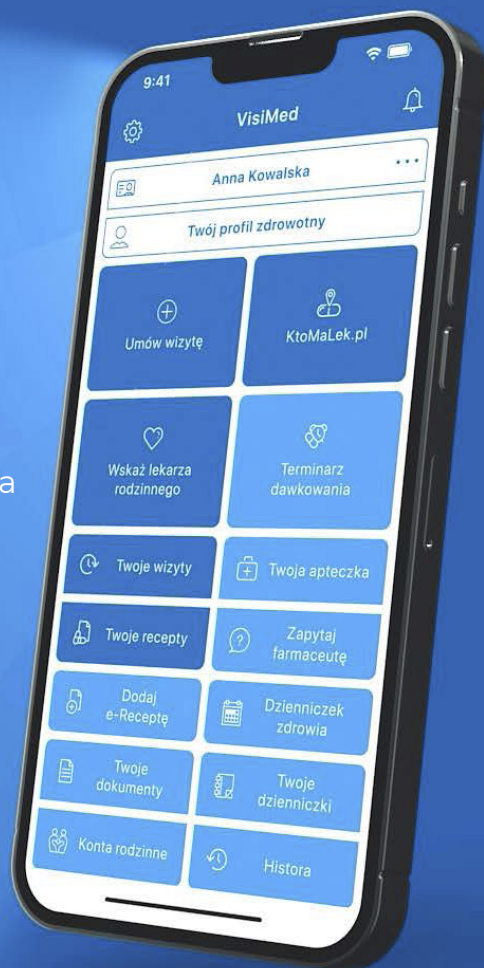 9:41
VisiMed
Anna Kowalska
Twój profil zdrowotny
Umów wizytę
KtoMaLek.pl
Wskaż lekarza
rodzinnego
Terminarz
dawkowania
a
Twoje wizyty
Twoja apteczka
Twoje recepty
Zapytaj
farmaceutę
Dodaj
e-Receptę
Dzienniczek
zdrowia
Twoje
dokumenty
Twoje
dzienniczki
Konta rodzinne
Histora